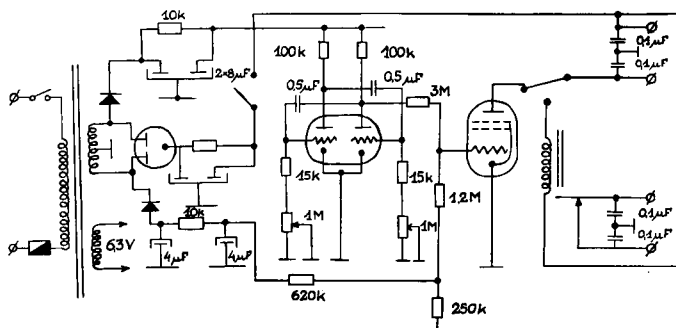 10k
2×8µF
100k
100k
0,5µF
0,5µF
3M
0,1µF
0,1µF
15k
15k
1,2M
1M
1M
6,3V
10k
4µF
4µF
620k
250k
0,1µF
0,1µF